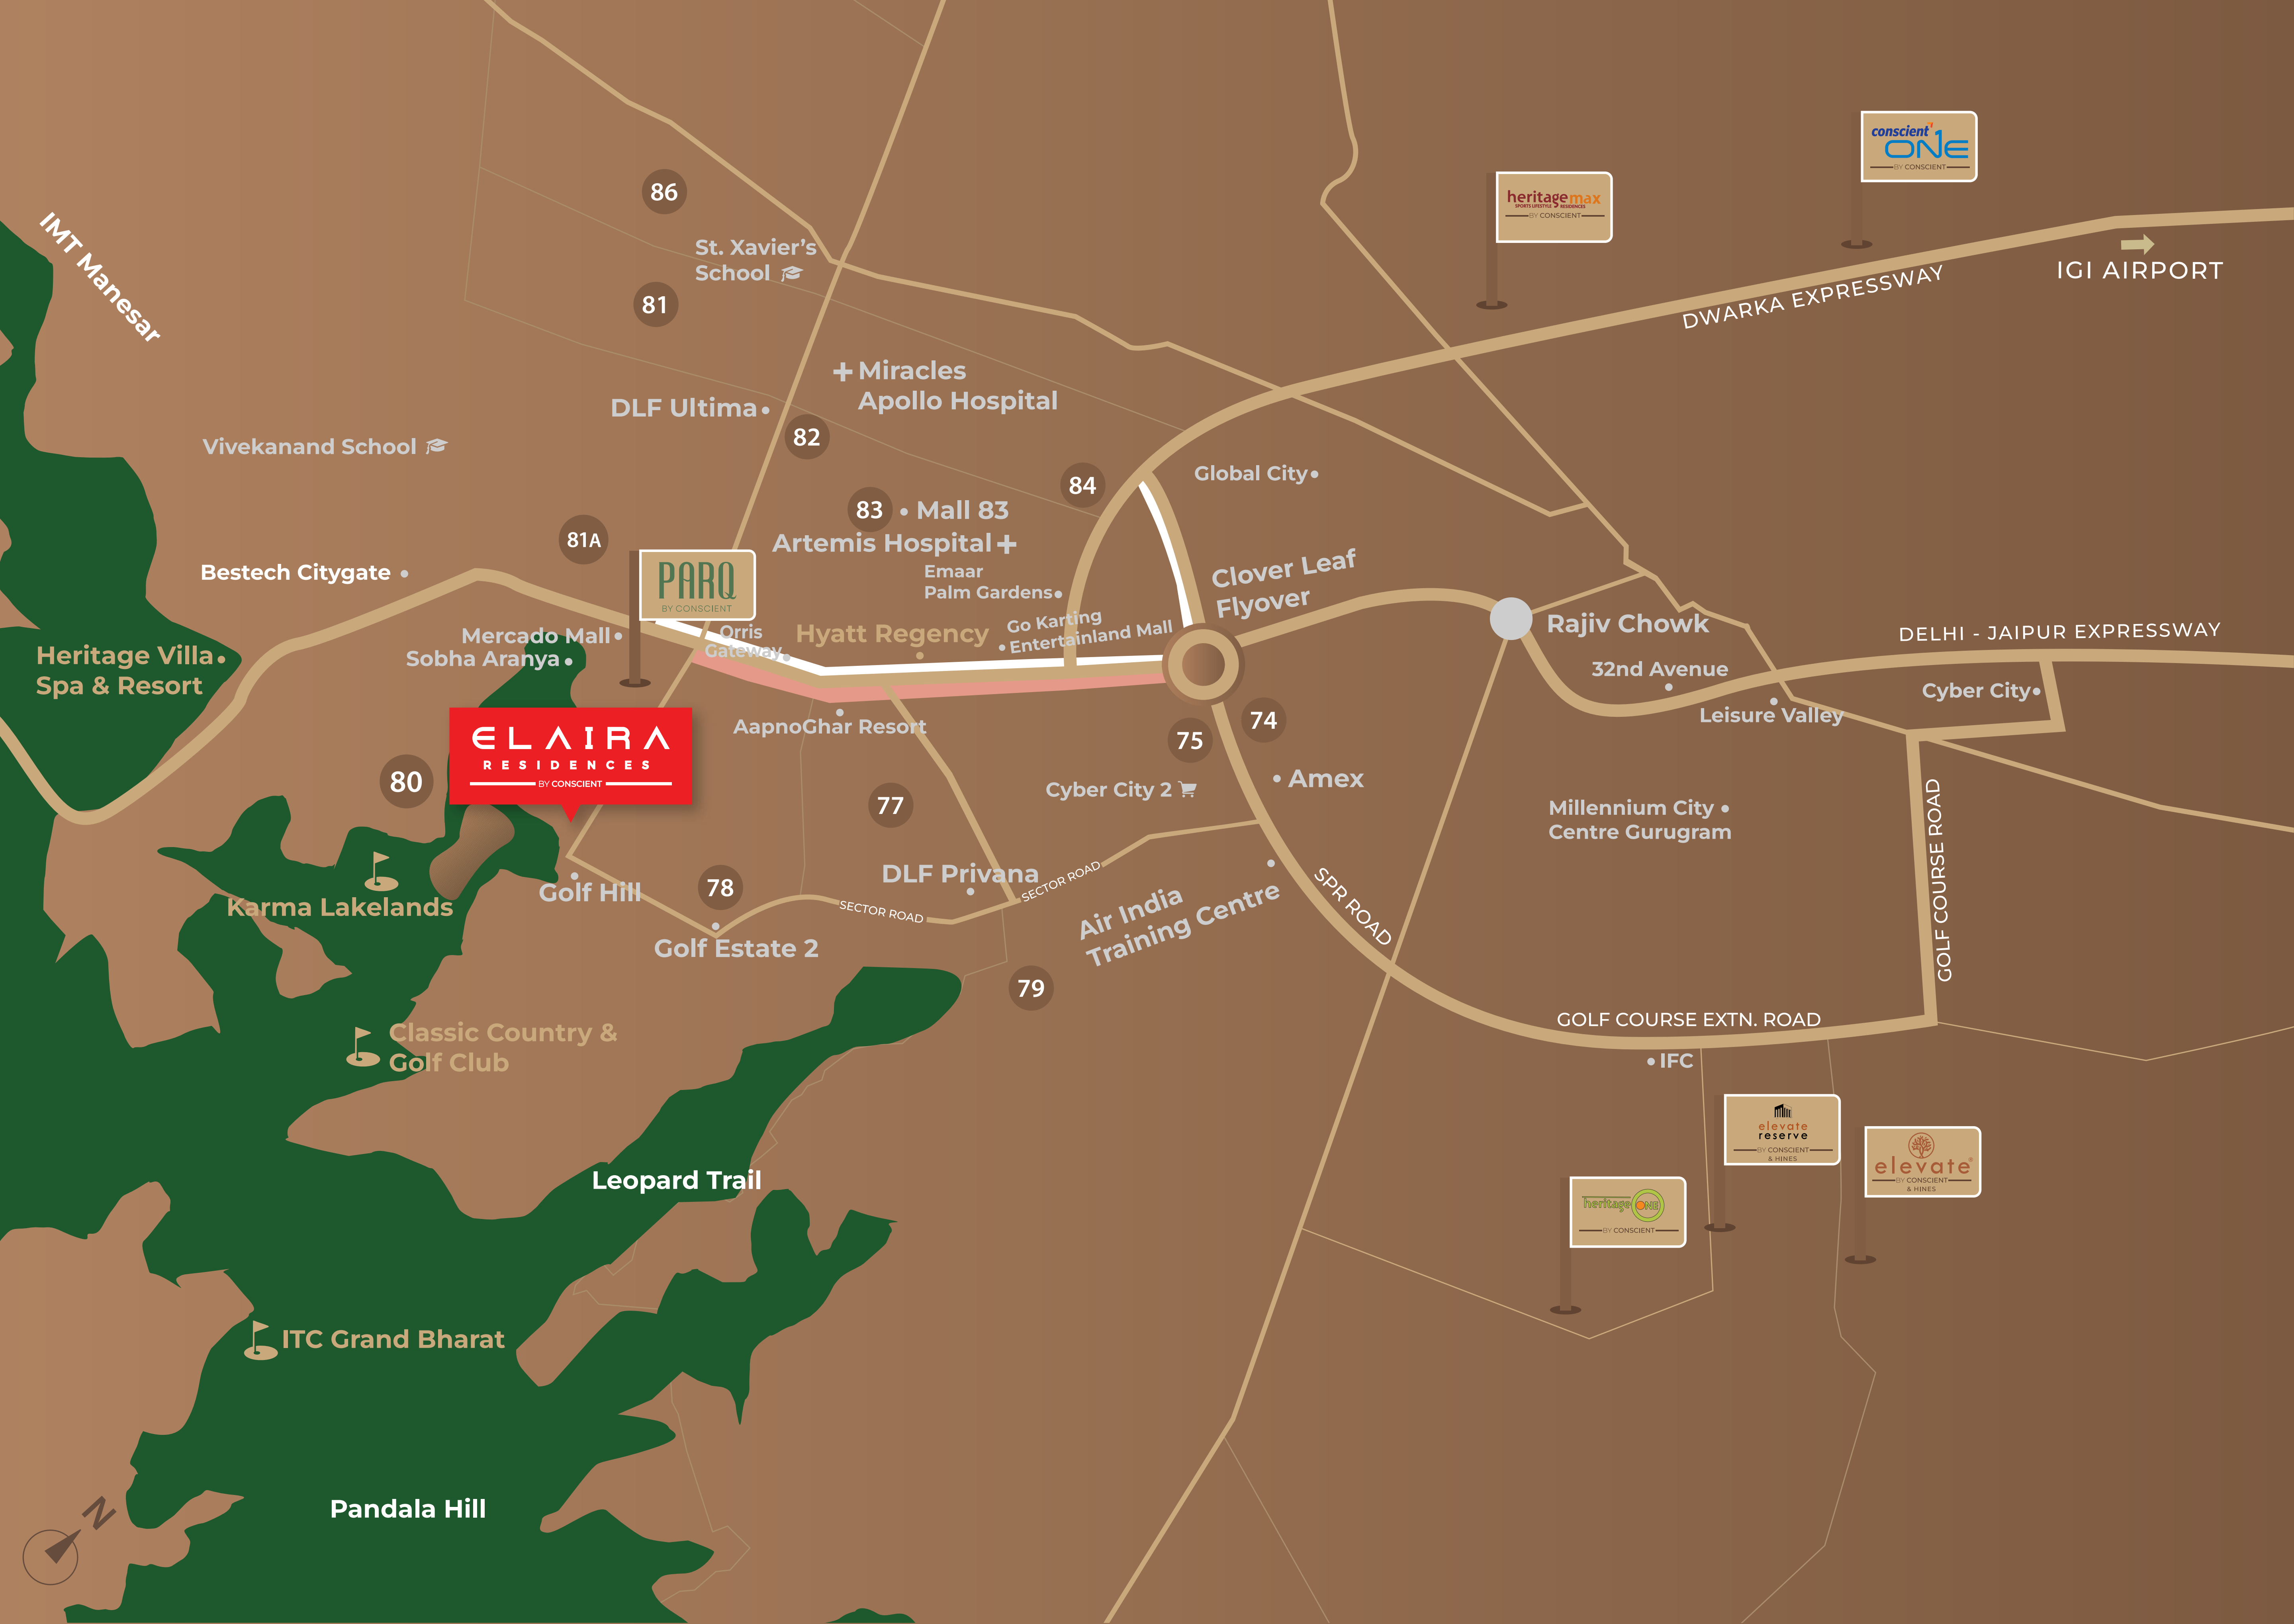 conscient 1
ONE
BY CONSCIENT
heritage max
SPORTS LIFESTYLE RESIDENCES
BY CONSCIENT
86
IMT Manesar
St. Xavier’s
School
IGI AIRPORT
DWARKA EXPRESSWAY
81
Miracles
Apollo Hospital
DLF Ultima
82
Vivekanand School
Global City
84
83
Mall 83
81A
Artemis Hospital
Emaar
Palm Gardens
Clover Leaf
Flyover
Bestech Citygate
PARQ
BY CONSCIENT
Mercado Mall
Sobha Aranya
Orris
Gateway
Hyatt Regency
Go Karting
Entertainland Mall
Rajiv Chowk
DELHI - JAIPUR EXPRESSWAY
Heritage Villa
Spa & Resort
32nd Avenue
Cyber City
Leisure Valley
AapnoGhar Resort
74
75
ELAIRA
RESIDENCES
BY CONSCIENT
80
77
Cyber City 2
Amex
Millennium City
Centre Gurugram
GOLF COURSE ROAD
DLF Privana
SECTOR ROAD
78
Golf Hill
SECTOR ROAD
Karma Lakelands
Air India
Training Centre
SPR ROAD
Golf Estate 2
79
GOLF COURSE EXTN. ROAD
Classic Country &
Golf Club
IFC
elevate
reserve
BY CONSCIENT
& HINES
elevate®
BY CONSCIENT
& HINES
Leopard Trail
heritage ONE
BY CONSCIENT
ITC Grand Bharat
Pandala Hill
N